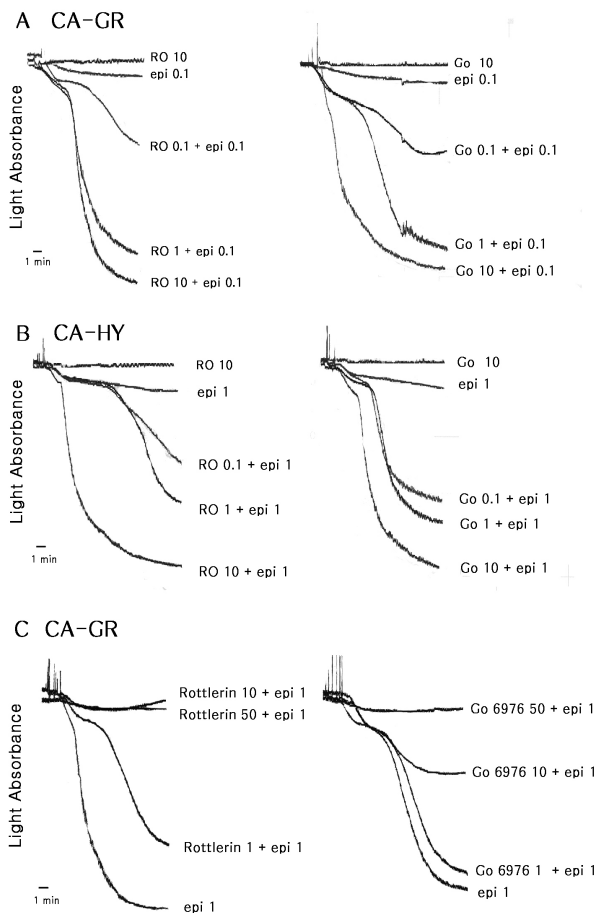 A CA-GR
Light Absorbance
RO 10
epi 0.1
RO 0.1 + epi 0.1
RO 1 + epi 0.1
RO 10 + epi 0.1
1 min
Go 10
epi 0.1
Go 0.1 + epi 0.1
Go 1 + epi 0.1
Go 10 + epi 0.1
B CA-HY
Light Absorbance
RO 10
epi 1
RO 0.1 + epi 1
RO 1 + epi 1
RO 10 + epi 1
1 min
Go 10
epi 1
Go 0.1 + epi 1
Go 1 + epi 1
Go 10 + epi 1
C CA-GR
Light Absorbance
Rottlerin 10 + epi 1
Rottlerin 50 + epi 1
Rottlerin 1 + epi 1
epi 1
1 min
Go 6976 50 + epi 1
Go 6976 10 + epi 1
Go 6976 1 + epi 1
epi 1